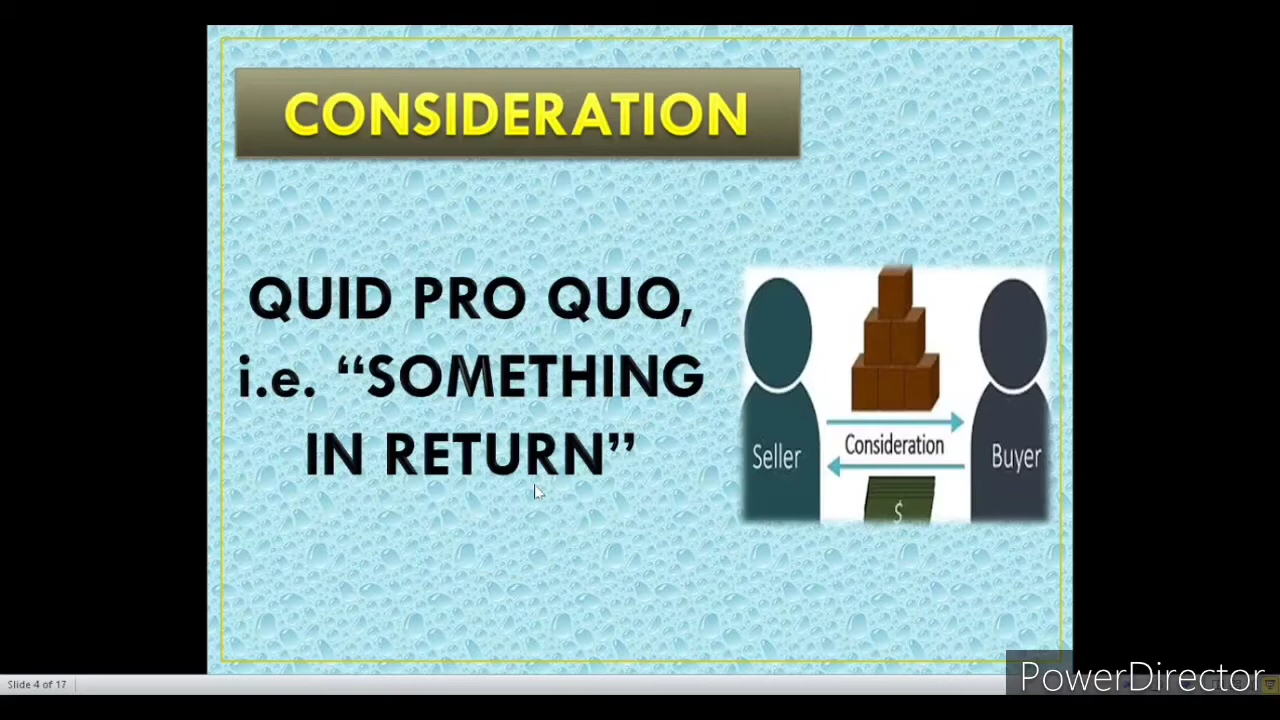 CONSIDERATION
QUID PRO QUO,
i.e. “SOMETHING
IN RETURN”
Seller
Consideration
Buyer
$
Slide 4 of 17
PowerDirector